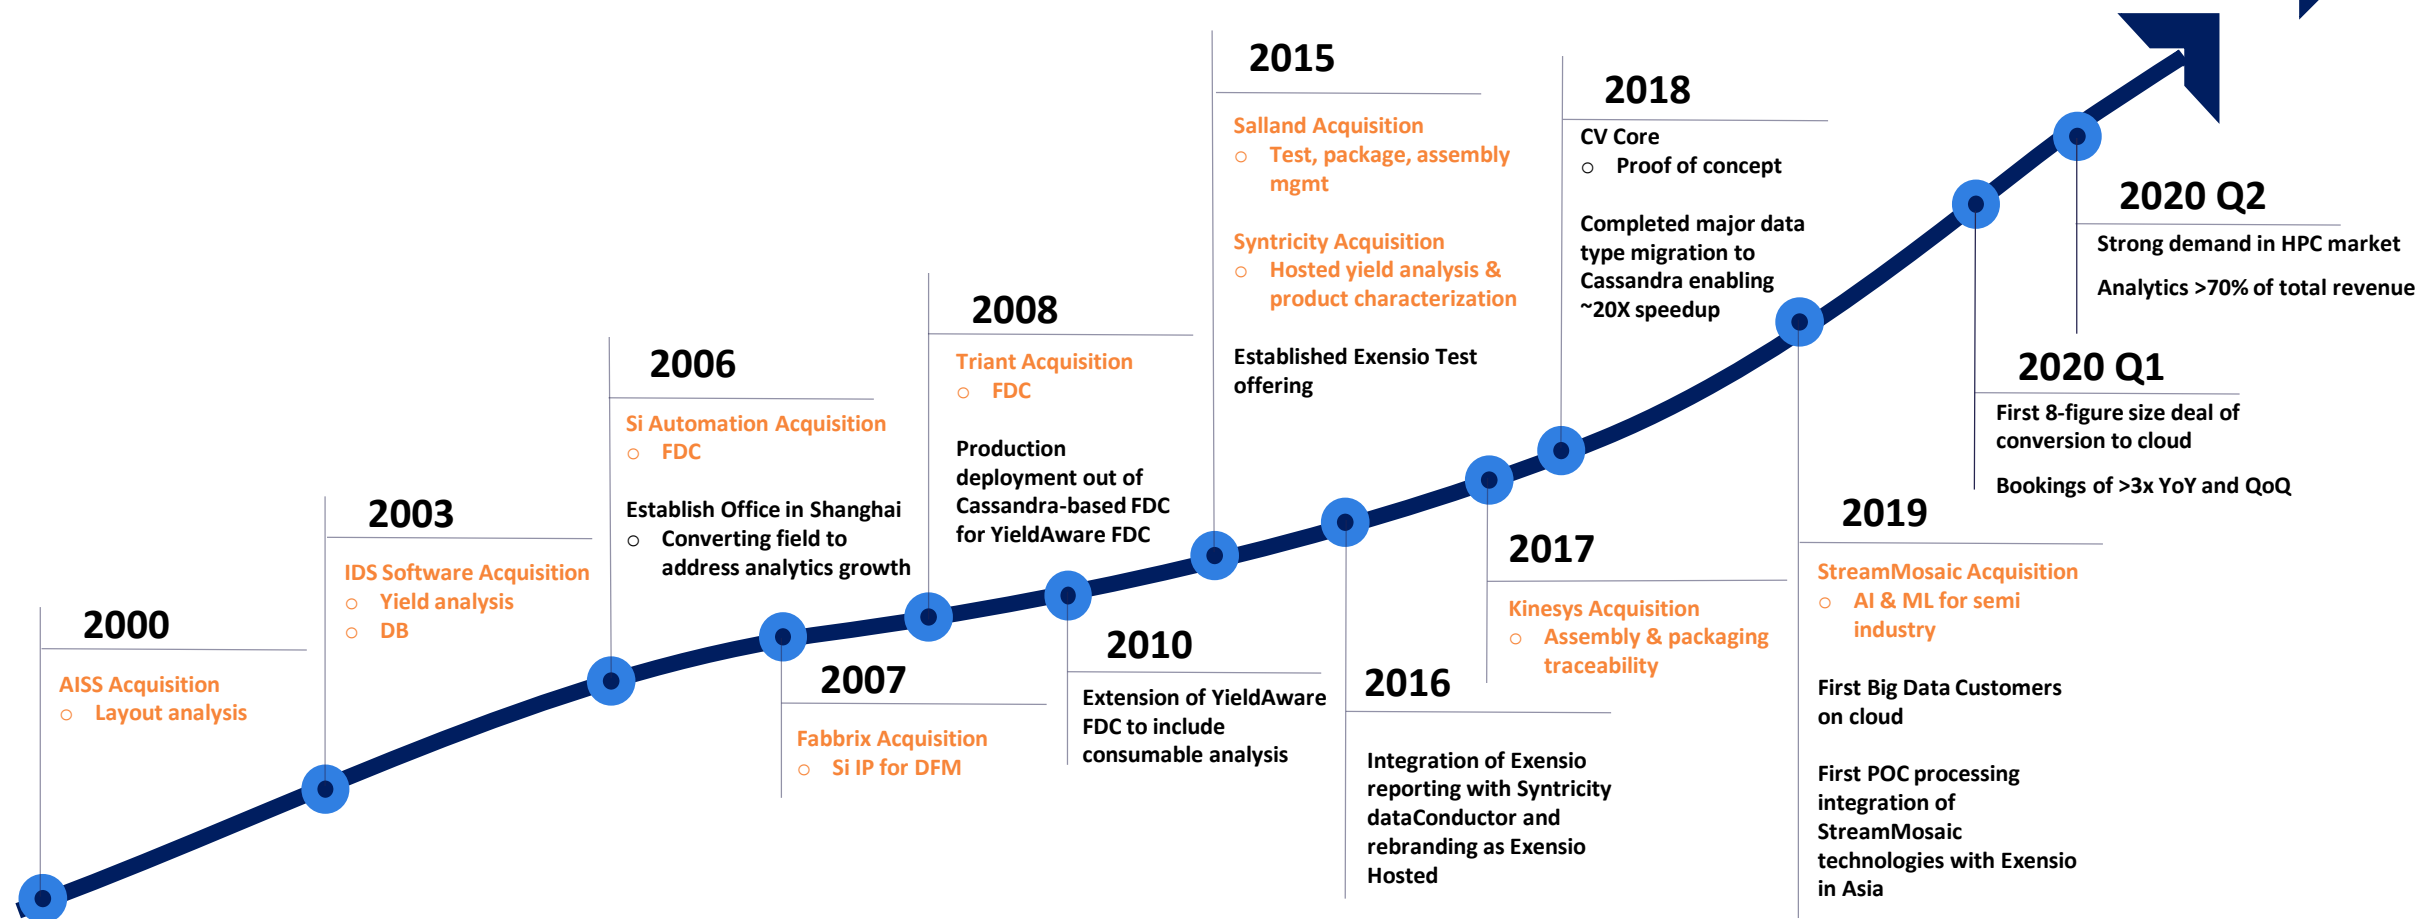 2000
AISS Acquisition
○ Layout analysis
2003
IDS Software Acquisition
○ Yield analysis
○ DB
2006
Si Automation Acquisition
○ FDC
Establish Office in Shanghai
○ Converting field to
address analytics growth
2007
Fabbrix Acquisition
○ Si IP for DFM
2008
Triant Acquisition
○ FDC
Production
deployment out of
Cassandra-based FDC
for YieldAware FDC
2010
Extension of YieldAware
FDC to include
consumable analysis
2015
Salland Acquisition
○ Test, package, assembly
mgmt
Syntricity Acquisition
○ Hosted yield analysis &
product characterization
Established Exensio Test
offering
2016
Integration of Exensio
reporting with Syntricity
dataConductor and
rebranding as Exensio
Hosted
2017
Kinesys Acquisition
○ Assembly & packaging
traceability
2018
CV Core
○ Proof of concept
Completed major data
type migration to
Cassandra enabling
~20X speedup
2019
StreamMosaic Acquisition
○ AI & ML for semi
industry
First Big Data Customers
on cloud
First POC processing
integration of
StreamMosaic
technologies with Exensio
in Asia
2020 Q1
First 8-figure size deal of
conversion to cloud
Bookings of >3x YoY and QoQ
2020 Q2
Strong demand in HPC market
Analytics >70% of total revenue